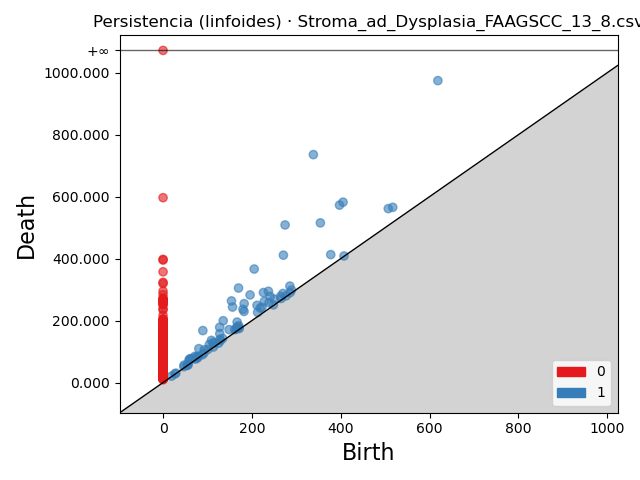 Persistencia (linfoides) · Stroma_ad_Dysplasia_FAAGSCC_13_8.csv
+∞
1000.000
800.000
600.000
400.000
200.000
0.000
Death
0
1
0 200 400 600 800 1000
Birth